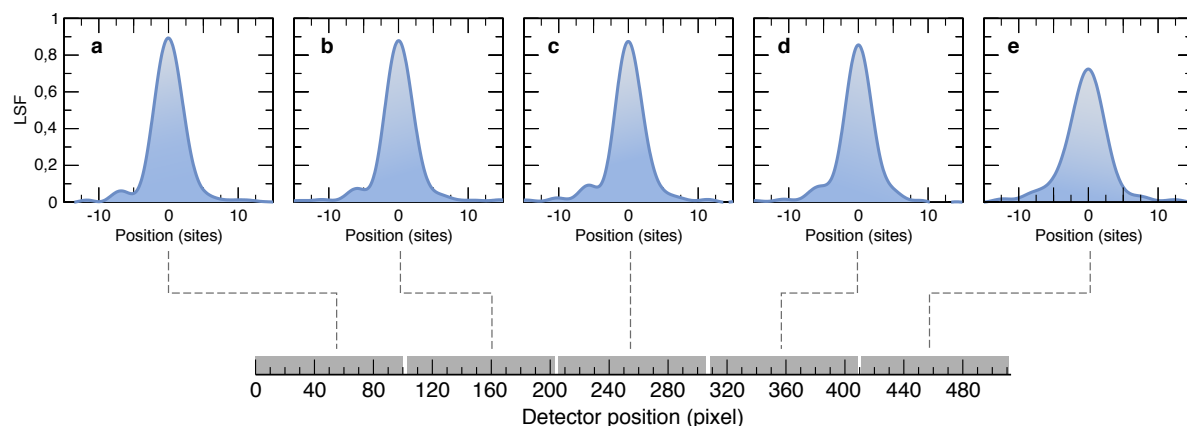 a b c d e
LSF
1
0,8
0,6
0,4
0,2
0
-10 0 10 -10 0 10 -10 0 10 -10 0 10 -10 0 10
Position (sites) Position (sites) Position (sites) Position (sites) Position (sites)
0 40 80 120 160 200 240 260 300 320 360 400 440 480
Detector position (pixel)